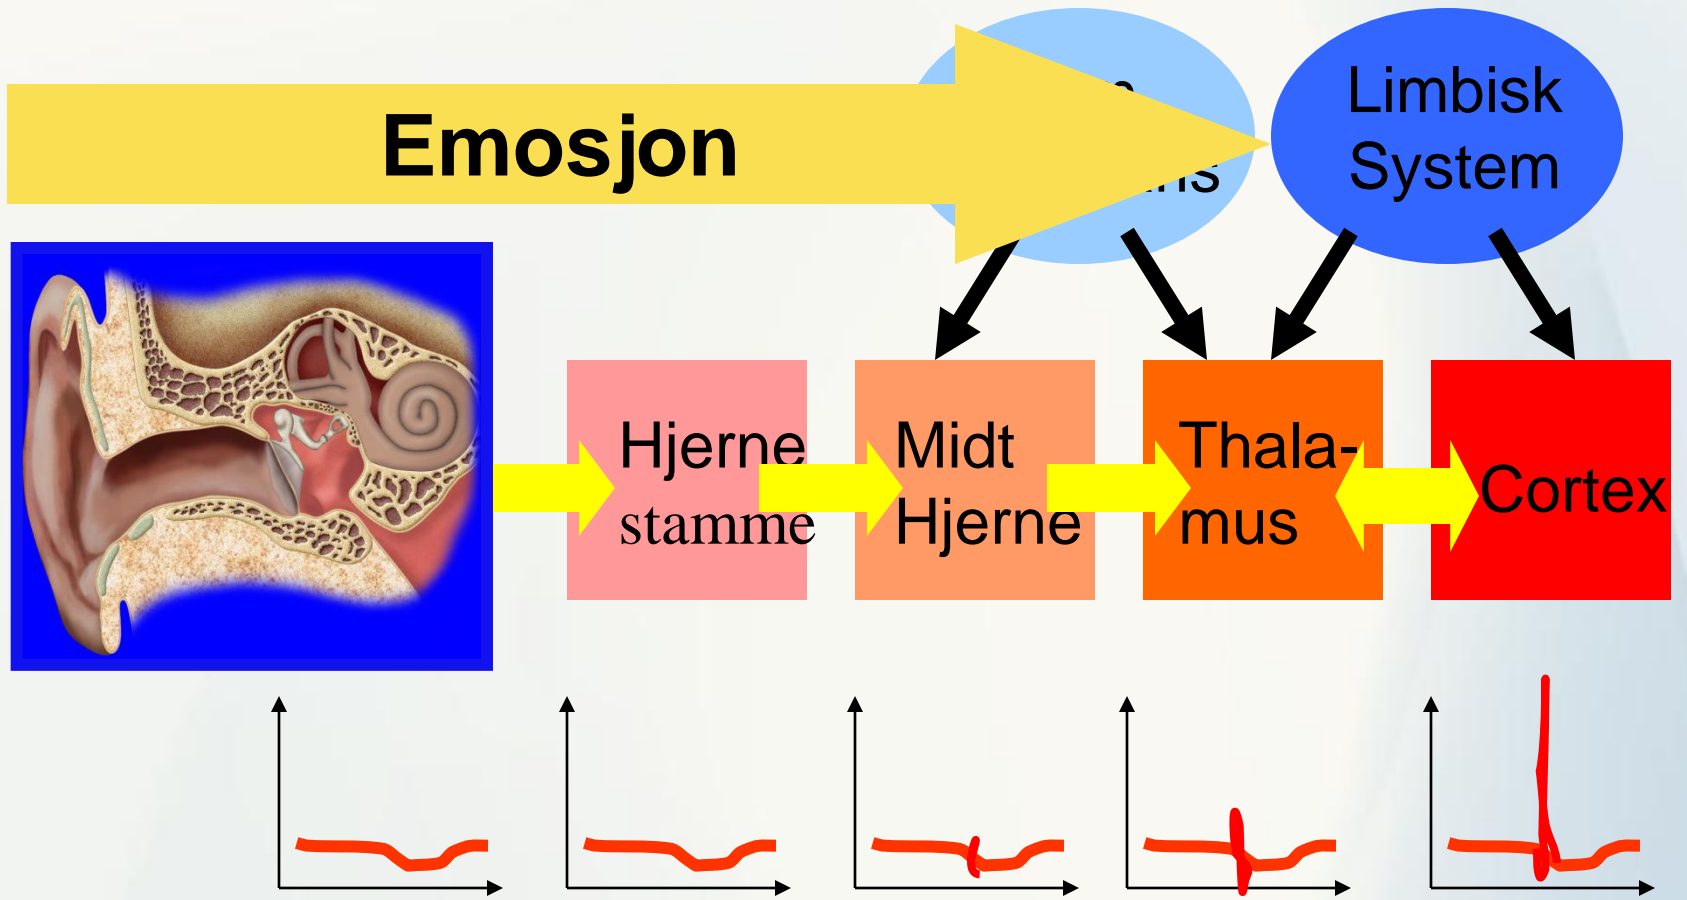 Emosjon
Limbisk
System
Hjerne
stamme
Midt
Hjerne
Thala-
mus
Cortex